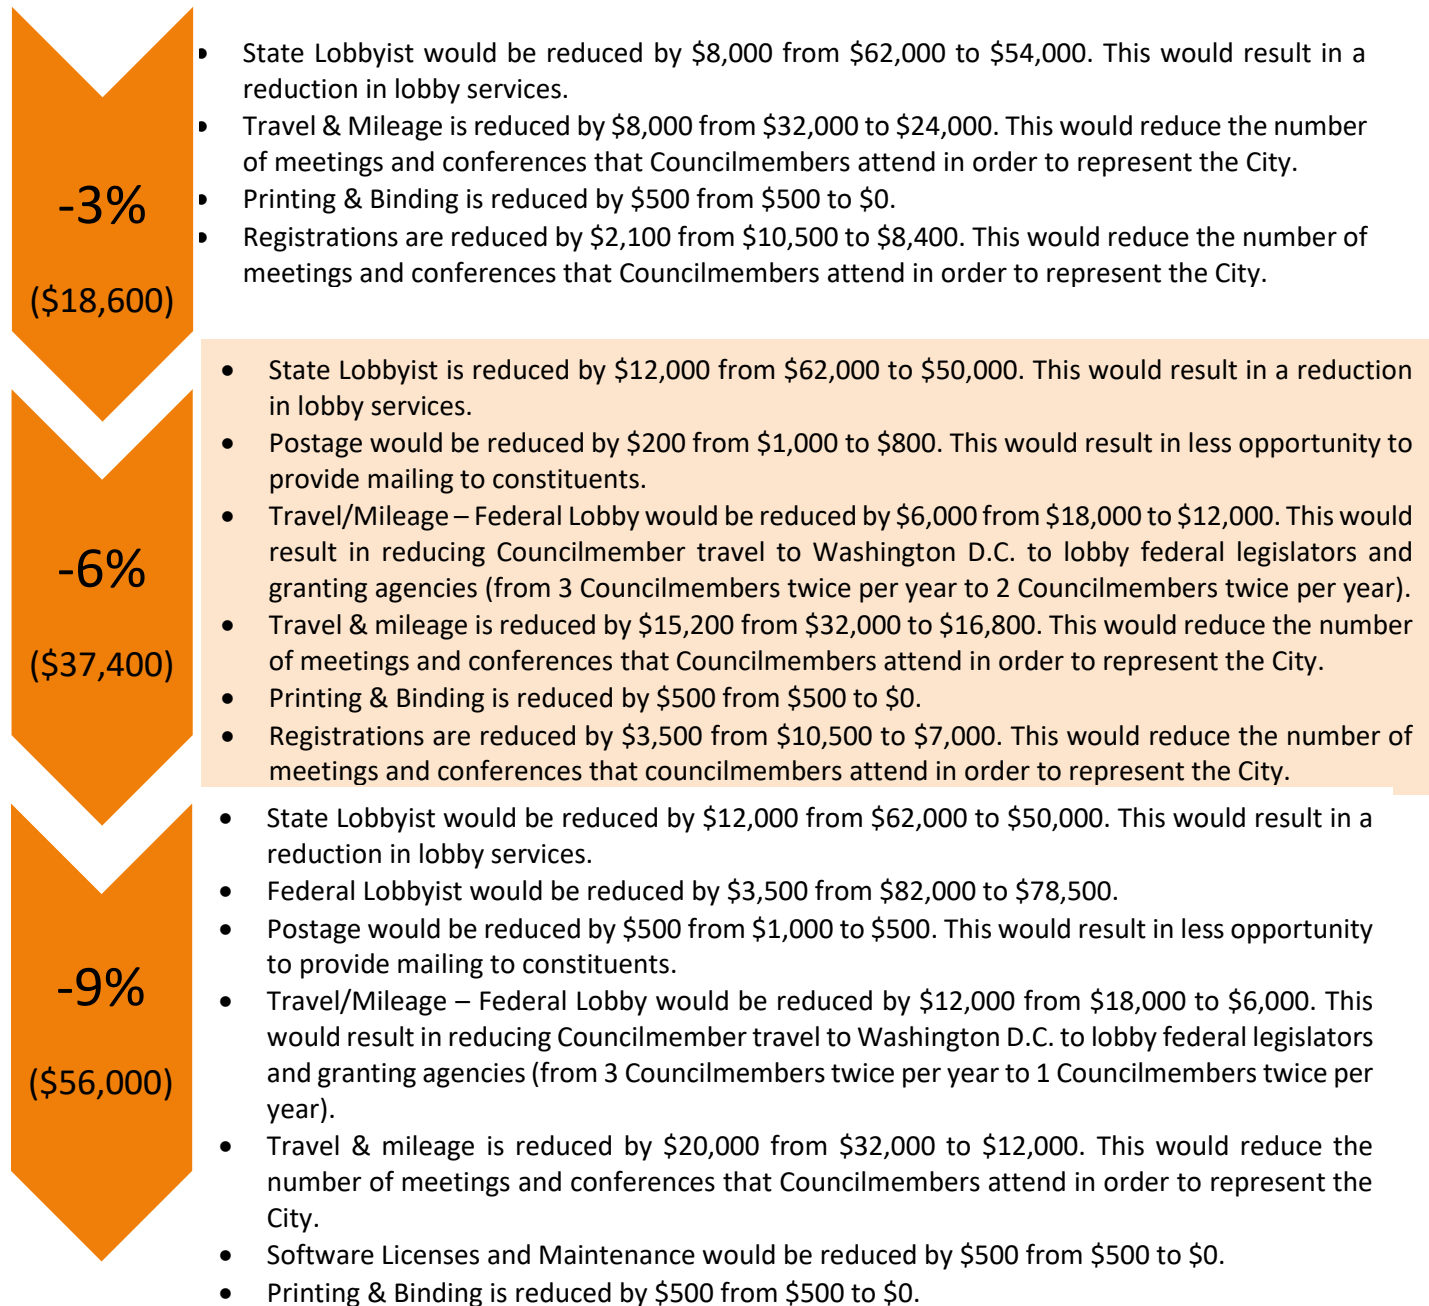 -3%
($18,600)
• State Lobbyist would be reduced by $8,000 from $62,000 to $54,000. This would result in a
reduction in lobby services.
• Travel & Mileage is reduced by $8,000 from $32,000 to $24,000. This would reduce the number
of meetings and conferences that Councilmembers attend in order to represent the City.
• Printing & Binding is reduced by $500 from $500 to $0.
• Registrations are reduced by $2,100 from $10,500 to $8,400. This would reduce the number of
meetings and conferences that Councilmembers attend in order to represent the City.
-6%
($37,400)
• State Lobbyist is reduced by $12,000 from $62,000 to $50,000. This would result in a reduction
in lobby services.
• Postage would be reduced by $200 from $1,000 to $800. This would result in less opportunity to
provide mailing to constituents.
• Travel/Mileage – Federal Lobby would be reduced by $6,000 from $18,000 to $12,000. This would
result in reducing Councilmember travel to Washington D.C. to lobby federal legislators and
granting agencies (from 3 Councilmembers twice per year to 2 Councilmembers twice per year).
• Travel & mileage is reduced by $15,200 from $32,000 to $16,800. This would reduce the number
of meetings and conferences that Councilmembers attend in order to represent the City.
• Printing & Binding is reduced by $500 from $500 to $0.
• Registrations are reduced by $3,500 from $10,500 to $7,000. This would reduce the number of
meetings and conferences that councilmembers attend in order to represent the City.
-9%
($56,000)
• State Lobbyist would be reduced by $12,000 from $62,000 to $50,000. This would result in a
reduction in lobby services.
• Federal Lobbyist would be reduced by $3,500 from $82,000 to $78,500.
• Postage would be reduced by $500 from $1,000 to $500. This would result in less opportunity
to provide mailing to constituents.
• Travel/Mileage – Federal Lobby would be reduced by $12,000 from $18,000 to $6,000. This
would result in reducing Councilmember travel to Washington D.C. to lobby federal legislators
and granting agencies (from 3 Councilmembers twice per year to 1 Councilmembers twice per
year).
• Travel & mileage is reduced by $20,000 from $32,000 to $12,000. This would reduce the
number of meetings and conferences that Councilmembers attend in order to represent the
City.
• Software Licenses and Maintenance would be reduced by $500 from $500 to $0.
• Printing & Binding is reduced by $500 from $500 to $0.